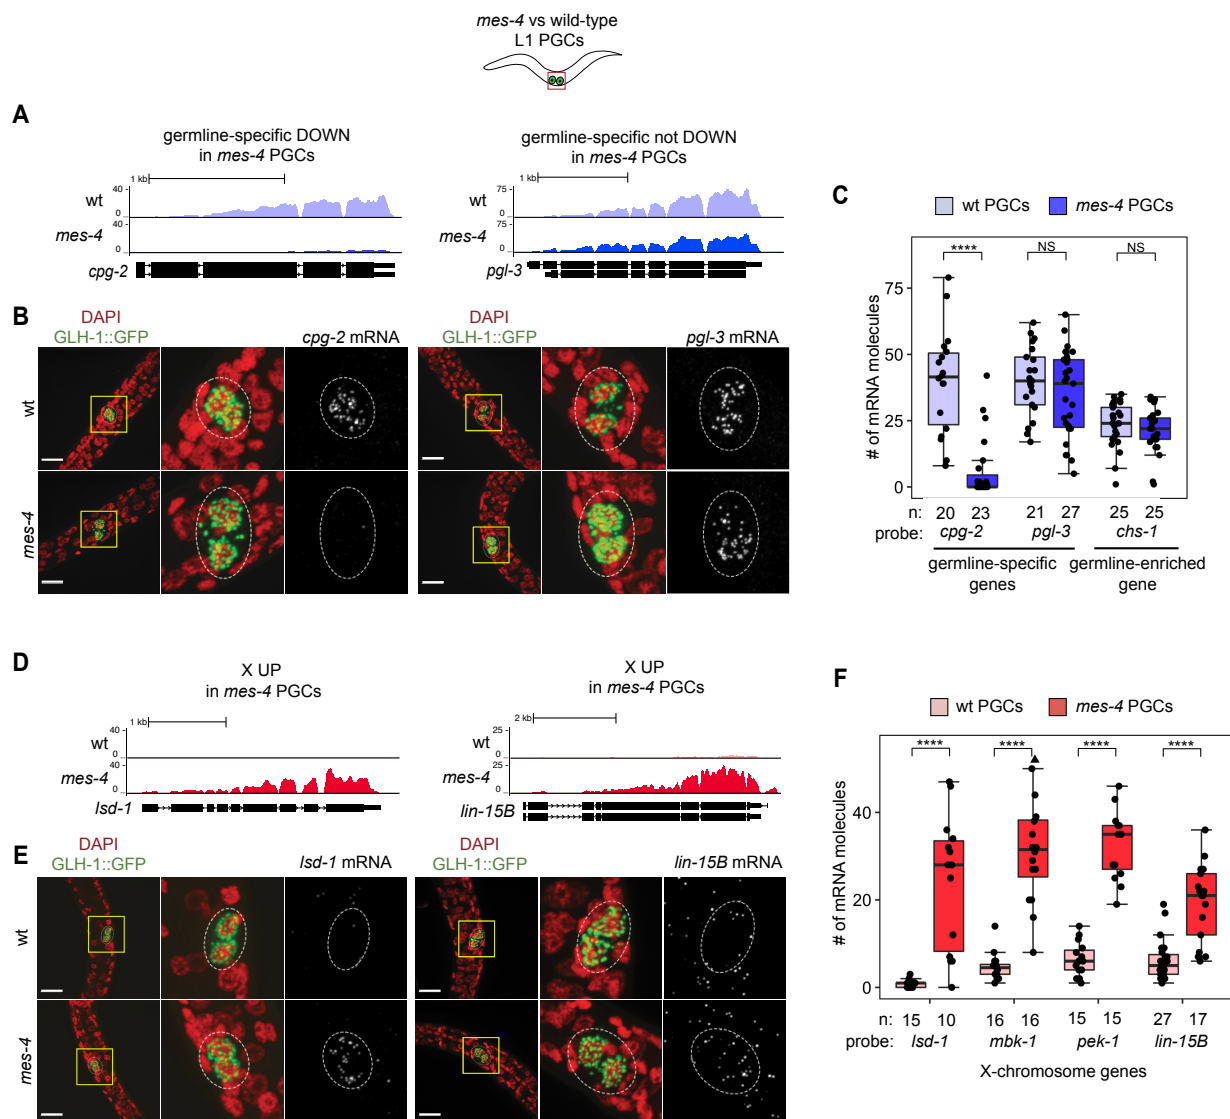 mes-4 vs wild-type
L1 PGCs
A
germline-specific DOWN
in mes-4 PGCs
1 kb
40
wt
0
40
mes-4
0
cpg-2
germline-specific not DOWN
in mes-4 PGCs
1 kb
75
wt
0
75
mes-4
0
pgl-3
B
DAPI
GLH-1::GFP
cpg-2 mRNA
DAPI
GLH-1::GFP
pgl-3 mRNA
wt
mes-4
C
wt PGCs
mes-4 PGCs
# of mRNA molecules
75
50
25
0
****
NS
NS
n: 20 23 21 27 25 25
probe: cpg-2 pgl-3 chs-1
germline-specific
genes
germline-enriched
gene
D
X UP
in mes-4 PGCs
1 kb
40
wt
0
40
mes-4
0
lsd-1
X UP
in mes-4 PGCs
2 kb
25
wt
0
25
mes-4
0
lin-15B
E
DAPI
GLH-1::GFP
lsd-1 mRNA
DAPI
GLH-1::GFP
lin-15B mRNA
wt
mes-4
F
wt PGCs
mes-4 PGCs
# of mRNA molecules
40
20
0
****
****
****
****
n: 15 10 16 16 15 15 27 17
probe: lsd-1 mbk-1 pek-1 lin-15B
X-chromosome genes